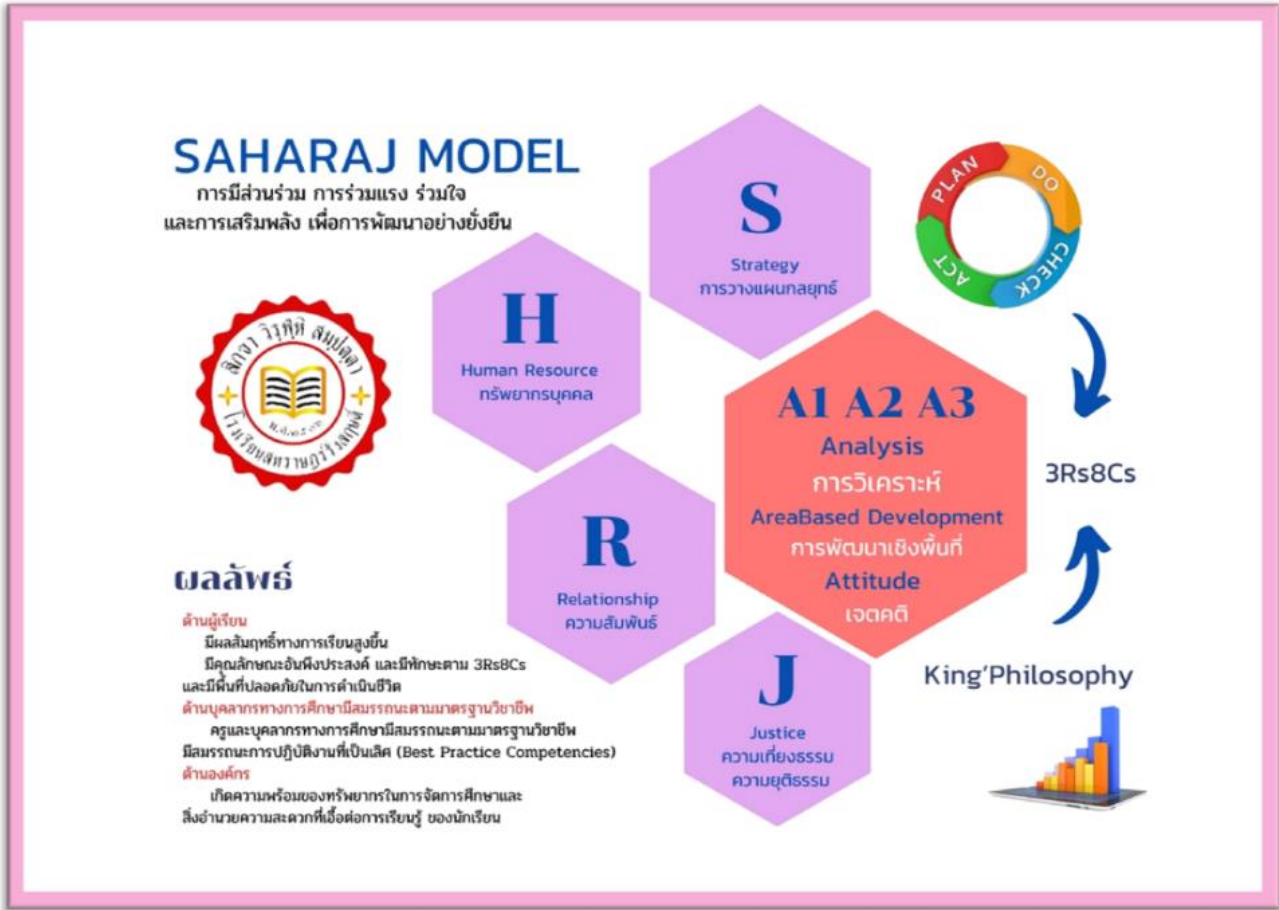 SAHARAJ MODEL
การมีส่วนร่วม การร่วมแรง ร่วมใจ
และการเสริมพลัง เพื่อการพัฒนาอย่างยั่งยืน
S
Strategy
การวางแผนกลยุทธ์
PLAN
DO
CHECK
ACT
H
Human Resource
ทรัพยากรบุคคล
สิกขา วิรุฬฺหิ สมฺปตฺตา
A1 A2 A3
Analysis
การวิเคราะห์
AreaBased Development
การพัฒนาเชิงพื้นที่
Attitude
เจตคติ
3Rs8Cs
R
Relationship
ความสัมพันธ์
J
Justice
ความเที่ยงธรรม
ความยุติธรรม
King'Philosophy
ผลลัพธ์
ด้านผู้เรียน
มีผลสัมฤทธิ์ทางการเรียนสูงขึ้น
มีคุณลักษณะอันพึงประสงค์ และมีทักษะตาม 3Rs8Cs
และมีพื้นที่ปลอดภัยในการดำเนินชีวิต
ด้านบุคลากรทางการศึกษามีสมรรถนะตามมาตรฐานวิชาชีพ
ครูและบุคลากรทางการศึกษามีสมรรถนะตามมาตรฐานวิชาชีพ
มีสมรรถนะการปฏิบัติงานที่เป็นเลิศ (Best Practice Competencies)
ด้านองค์กร
เกิดความพร้อมของทรัพยากรในการจัดการศึกษาและ
สิ่งอำนวยความสะดวกที่เอื้อต่อการเรียนรู้ ของนักเรียน